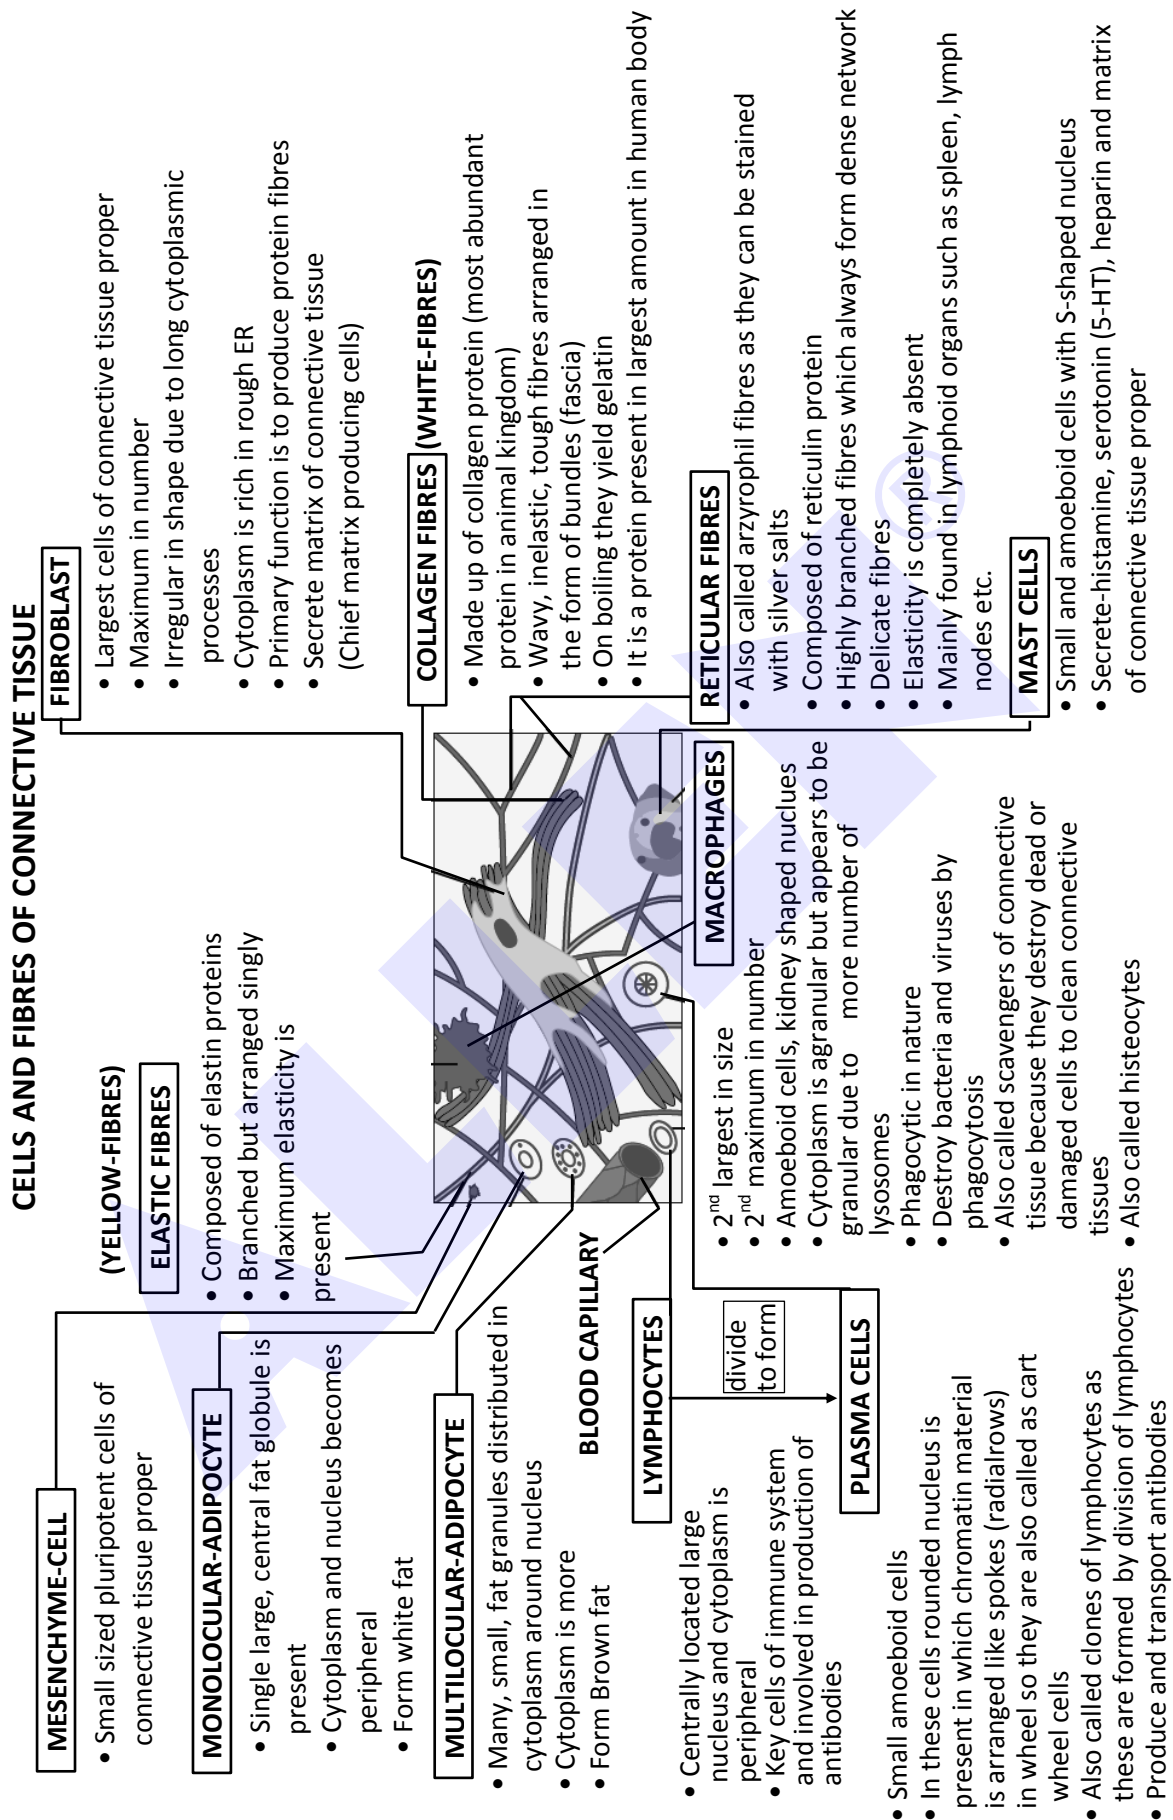 CELLS AND FIBRES OF CONNECTIVE TISSUE
MESENCHYME-CELL
• Small sized pluripotent cells of
connective tissue proper
MONOLOCULAR-ADIPOCYTE
• Single large, central fat globule is
present
• Cytoplasm and nucleus becomes
peripheral
• Form white fat
MULTILOCULAR-ADIPOCYTE
• Many, small, fat granules distributed in
cytoplasm around nucleus
• Cytoplasm is more
• Form Brown fat
BLOOD CAPILLARY
LYMPHOCYTES
• Centrally located large
nucleus and cytoplasm is
peripheral
• Key cells of immune system
and involved in production of
antibodies
divide
to form
PLASMA CELLS
• Small amoeboid cells
• In these cells rounded nucleus is
present in which chromatin material
is arranged like spokes (radialrows)
in wheel so they are also called as cart
wheel cells
• Also called clones of lymphocytes as
these are formed by division of lymphocytes
• Produce and transport antibodies
(YELLOW-FIBRES)
ELASTIC FIBRES
• Composed of elastin proteins
• Branched but arranged singly
• Maximum elasticity is
present
MACROPHAGES
• 2nd largest in size
• 2nd maximum in number
• Amoeboid cells, kidney shaped nuclues
• Cytoplasm is agranular but appears to be
granular due to more number of
lysosomes
• Phagocytic in nature
• Destroy bacteria and viruses by
phagocytosis
• Also called scavengers of connective
tissue because they destroy dead or
damaged cells to clean connective
tissues
• Also called histeocytes
FIBROBLAST
• Largest cells of connective tissue proper
• Maximum in number
• Irregular in shape due to long cytoplasmic
processes
• Cytoplasm is rich in rough ER
• Primary function is to produce protein fibres
• Secrete matrix of connective tissue
(Chief matrix producing cells)
COLLAGEN FIBRES (WHITE-FIBRES)
• Made up of collagen protein (most abundant
protein in animal kingdom)
• Wavy, inelastic, tough fibres arranged in
the form of bundles (fascia)
• On boiling they yield gelatin
• It is a protein present in largest amount in human body
RETICULAR FIBRES
• Also called arzyrophil fibres as they can be stained
with silver salts
• Composed of reticulin protein
• Highly branched fibres which always form dense network
• Delicate fibres
• Elasticity is completely absent
• Mainly found in lymphoid organs such as spleen, lymph
nodes etc.
MAST CELLS
• Small and amoeboid cells with S-shaped nucleus
• Secrete-histamine, serotonin (5-HT), heparin and matrix
of connective tissue proper
ALLEN®